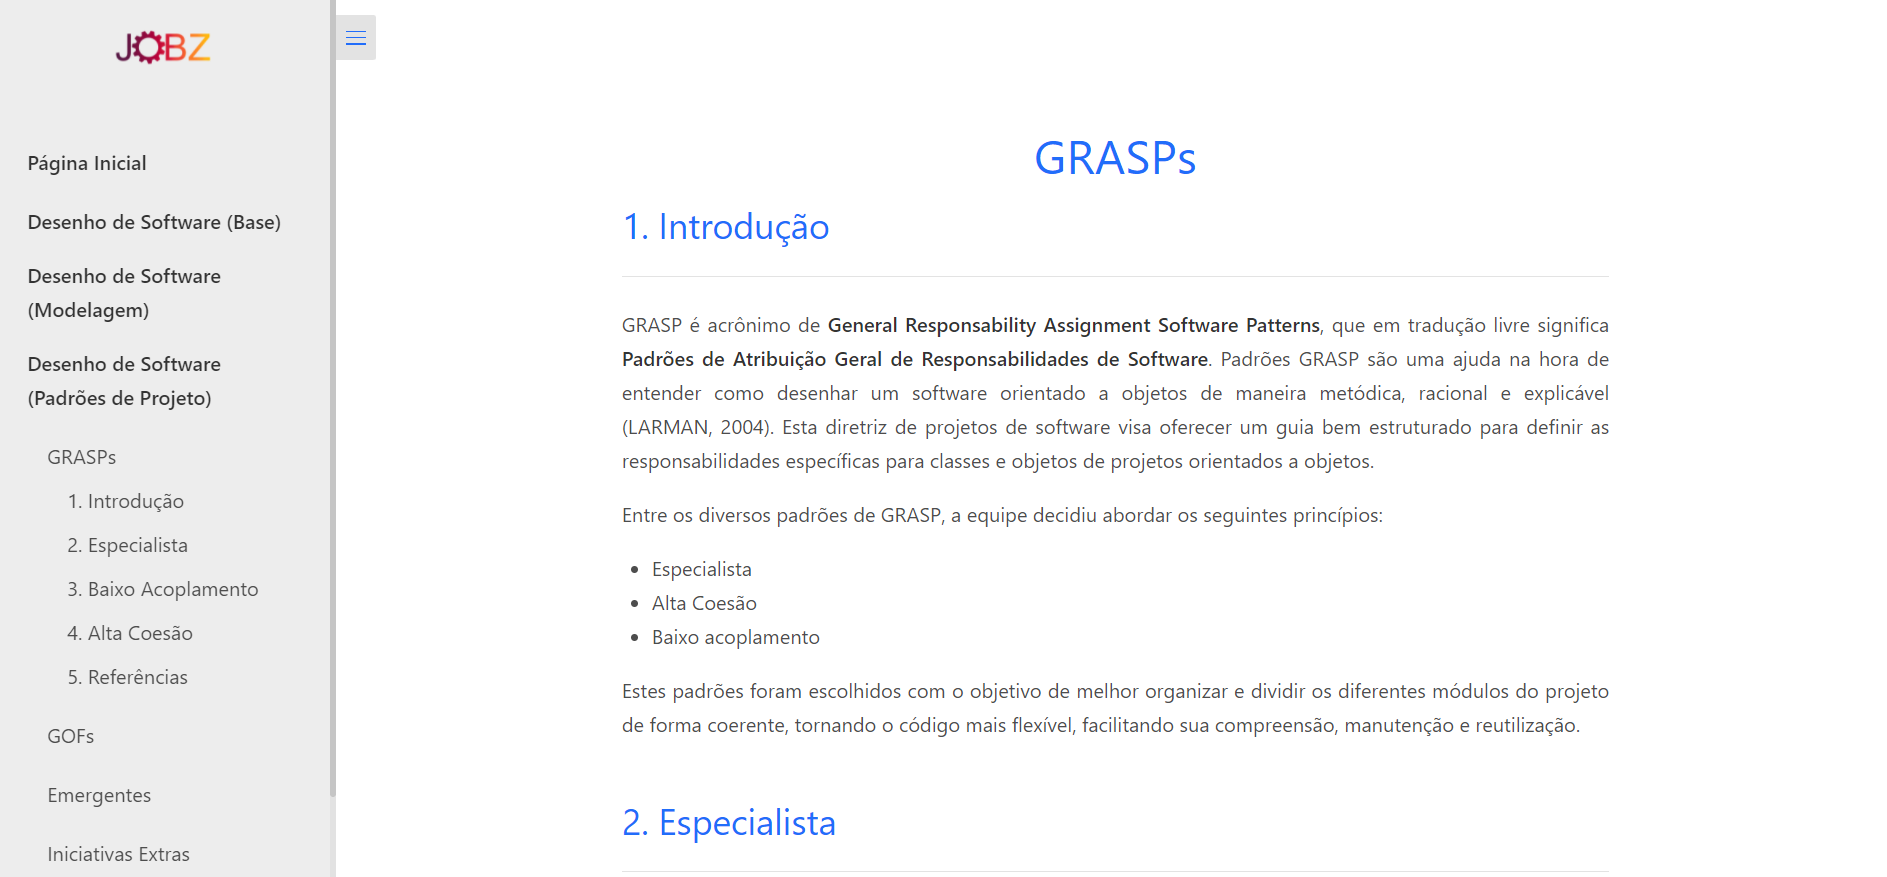 JOBZ
Página Inicial
Desenho de Software (Base)
Desenho de Software
(Modelagem)
Desenho de Software
(Padrões de Projeto)
GRASPs
1. Introdução
2. Especialista
3. Baixo Acoplamento
4. Alta Coesão
5. Referências
GOFs
Emergentes
Iniciativas Extras
GRASPs
1. Introdução
GRASP é acrônimo de General Responsability Assignment Software Patterns, que em tradução livre significa
Padrões de Atribuição Geral de Responsabilidades de Software. Padrões GRASP são uma ajuda na hora de
entender como desenhar um software orientado a objetos de maneira metódica, racional e explicável
(LARMAN, 2004). Esta diretriz de projetos de software visa oferecer um guia bem estruturado para definir as
responsabilidades específicas para classes e objetos de projetos orientados a objetos.
Entre os diversos padrões de GRASP, a equipe decidiu abordar os seguintes princípios:
• Especialista
• Alta Coesão
• Baixo acoplamento
Estes padrões foram escolhidos com o objetivo de melhor organizar e dividir os diferentes módulos do projeto
de forma coerente, tornando o código mais flexível, facilitando sua compreensão, manutenção e reutilização.
2. Especialista